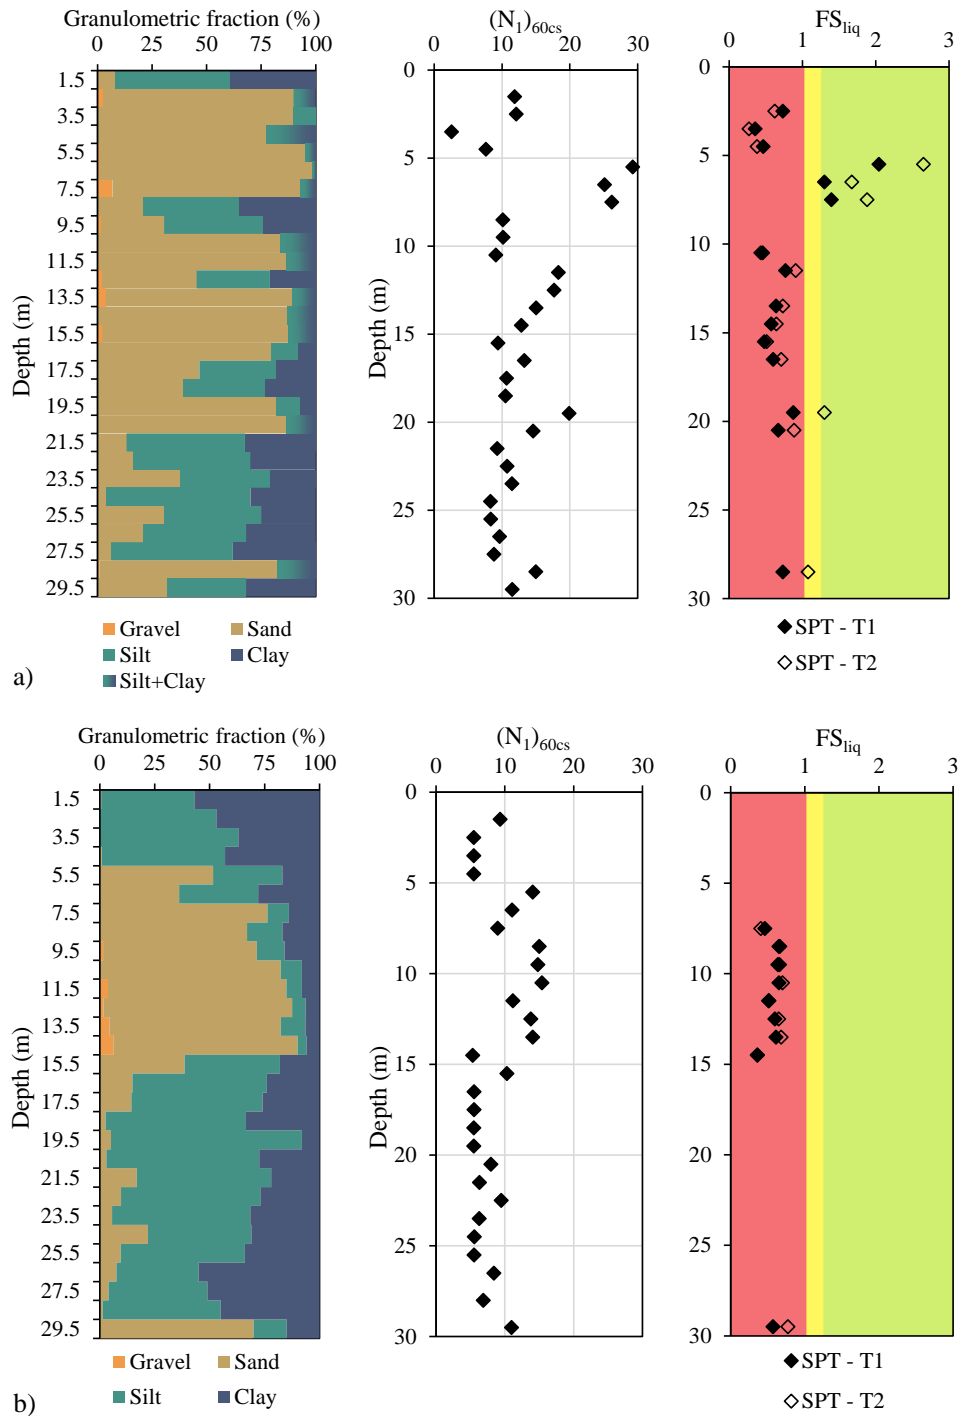 Granulometric fraction (%)
0 25 50 75 100
1.5
3.5
5.5
7.5
9.5
11.5
13.5
15.5
17.5
19.5
21.5
23.5
25.5
27.5
29.5
Depth (m)
Gravel Sand
Silt Clay
Silt+Clay
a)
(N1)60cs
0 10 20 30
0
5
10
15
20
25
30
Depth (m)
FSliq
0 1 2 3
0
5
10
15
20
25
30
SPT - T1
SPT - T2
Granulometric fraction (%)
0 25 50 75 100
1.5
3.5
5.5
7.5
9.5
11.5
13.5
15.5
17.5
19.5
21.5
23.5
25.5
27.5
29.5
Depth (m)
Gravel Sand
Silt Clay
b)
(N1)60cs
0 10 20 30
0
5
10
15
20
25
30
Depth (m)
FSliq
0 1 2 3
0
5
10
15
20
25
30
SPT - T1
SPT - T2